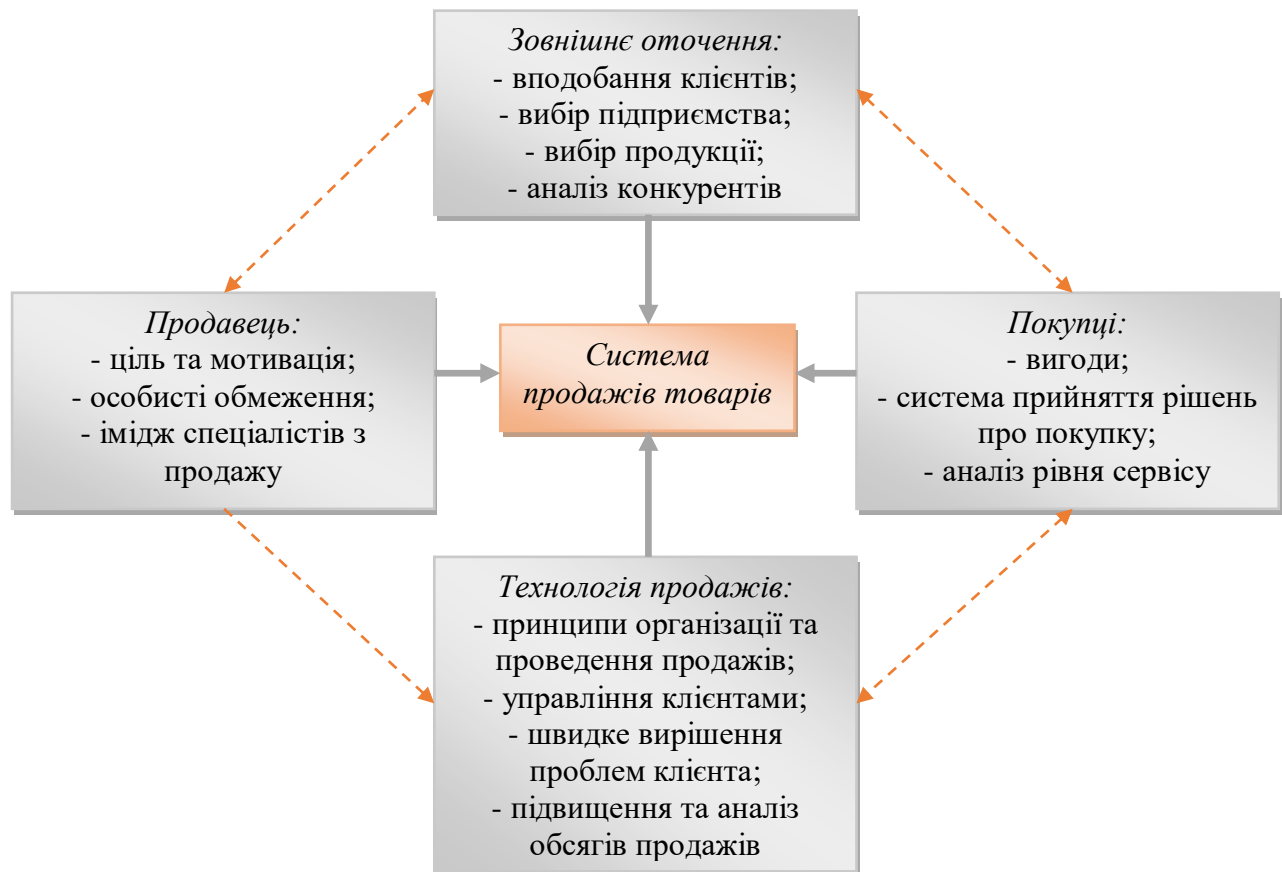 Зовнішнє оточення:
- вподобання клієнтів;
- вибір підприємства;
- вибір продукції;
- аналіз конкурентів
Продавець:
- ціль та мотивація;
- особисті обмеження;
- імідж спеціалістів з
продажу
Система
продажів товарів
Покупці:
- вигоди;
- система прийняття рішень
про покупку;
- аналіз рівня сервісу
Технологія продажів:
- принципи організації та
проведення продажів;
- управління клієнтами;
- швидке вирішення
проблем клієнта;
- підвищення та аналіз
обсягів продажів